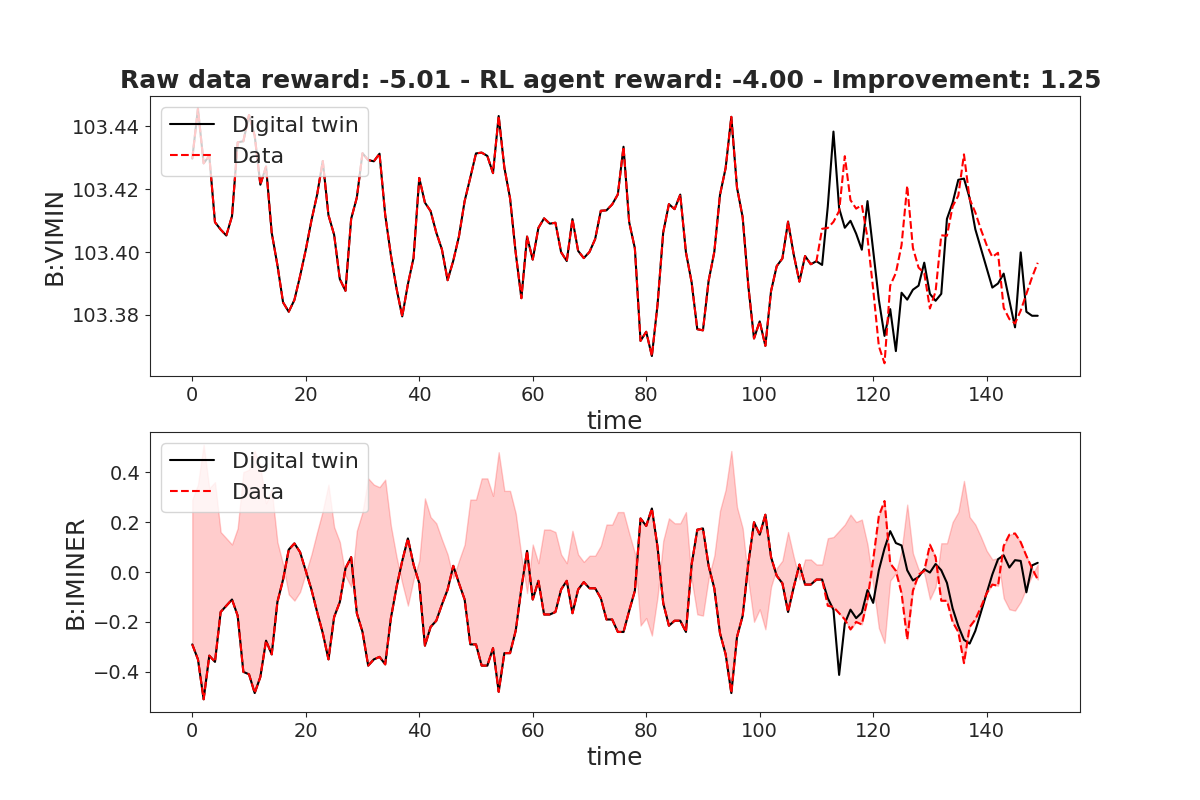 Raw data reward: -5.01 - RL agent reward: -4.00 - Improvement: 1.25
B:VIMIN
103.44
103.42
103.40
103.38
Digital twin
Data
0 20 40 60 80 100 120 140
time
B:IMINER
0.4
0.2
0.0
−0.2
−0.4
Digital twin
Data
0 20 40 60 80 100 120 140
time